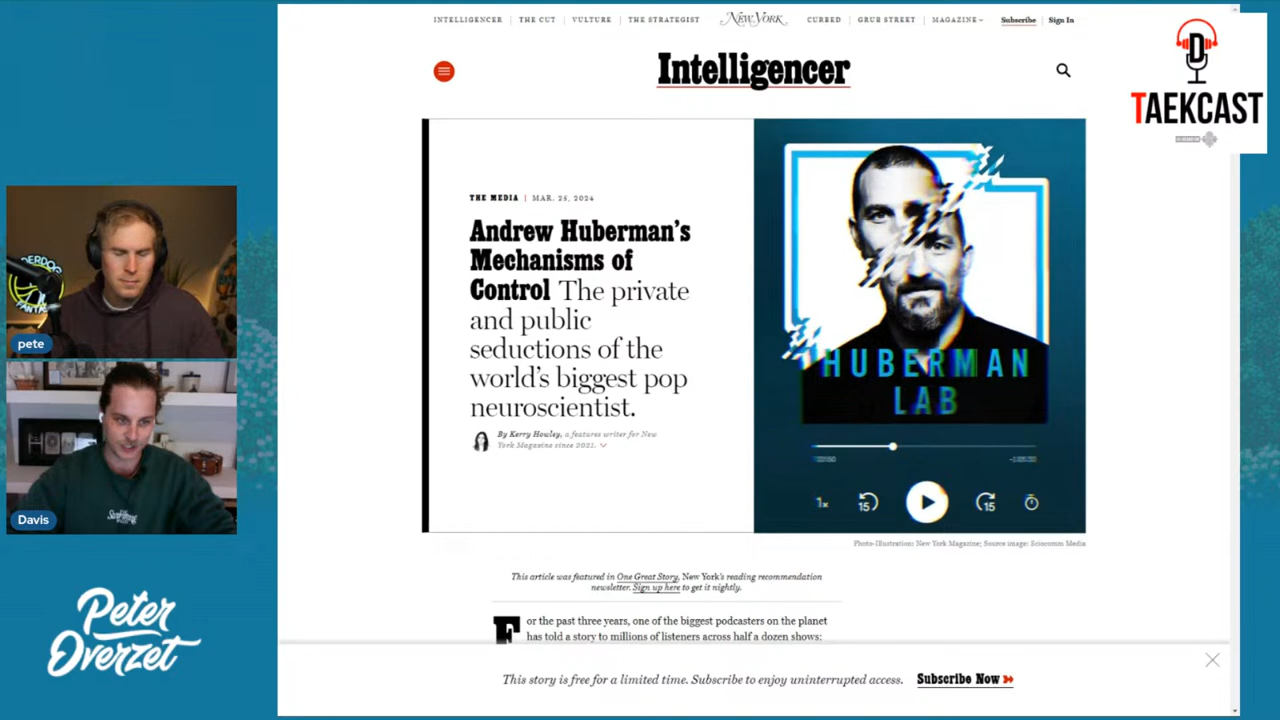 INTELLIGENCER | THE CUT | VULTURE | THE STRATEGIST NEW YORK CURBED | GRUB STREET | MAGAZINE Subscribe | Sign In
Intelligencer
D
TAEKCAST
THE MEDIA | MAR. 25, 2024
Andrew Huberman's
Mechanisms of
Control The private
and public
seductions of the
world's biggest pop
neuroscientist.
By Kerry Howley, a features writer for New
York Magazine since 2021.
HUBERMAN
LAB
1x
15
15
Photo-Illustration: New York Magazine; Source image: Scicomm Media
This article was featured in One Great Story, New York's reading recommendation
newsletter. Sign up here to get it nightly.
For the past three years, one of the biggest podcasters on the planet
has told a story to millions of listeners across half a dozen shows:
This story is free for a limited time. Subscribe to enjoy uninterrupted access. Subscribe Now
pete
Davis
Peter
Overzet